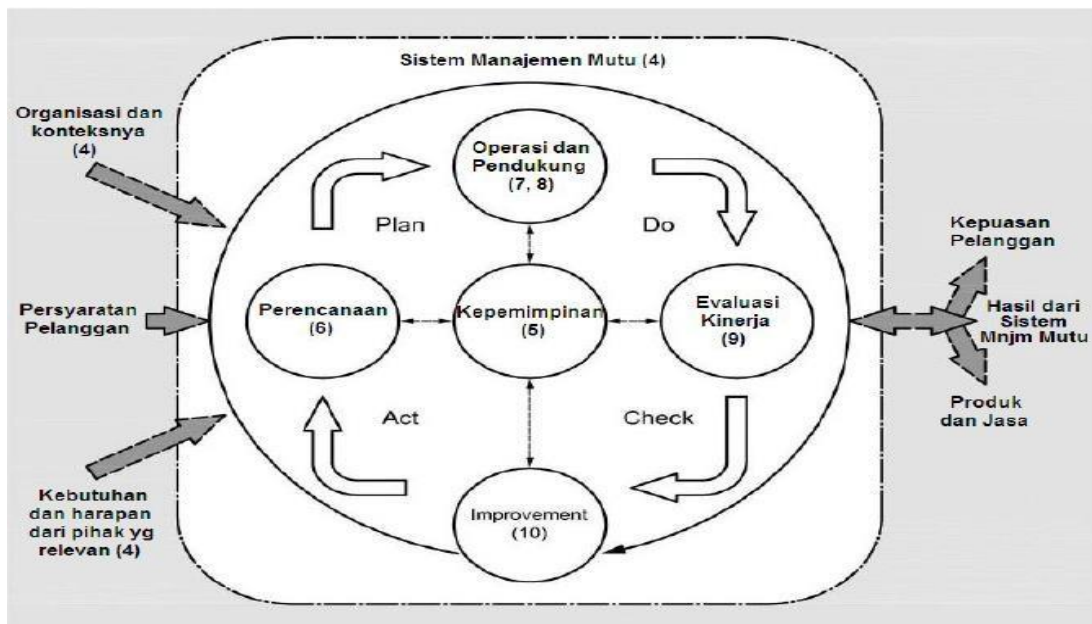 Sistem Manajemen Mutu (4)
Organisasi dan
konteksnya
(4)
Operasi dan
Pendukung
(7, 8)
Plan
Do
Persyaratan
Pelanggan
Perencanaan
(6)
Kepemimpinan
(5)
Evaluasi
Kinerja
(9)
Kepuasan
Pelanggan
Hasil dari
Sistem
Mnjm Mutu
Produk
dan Jasa
Act
Check
Kebutuhan
dan harapan
dari pihak yg
relevan (4)
Improvement
(10)